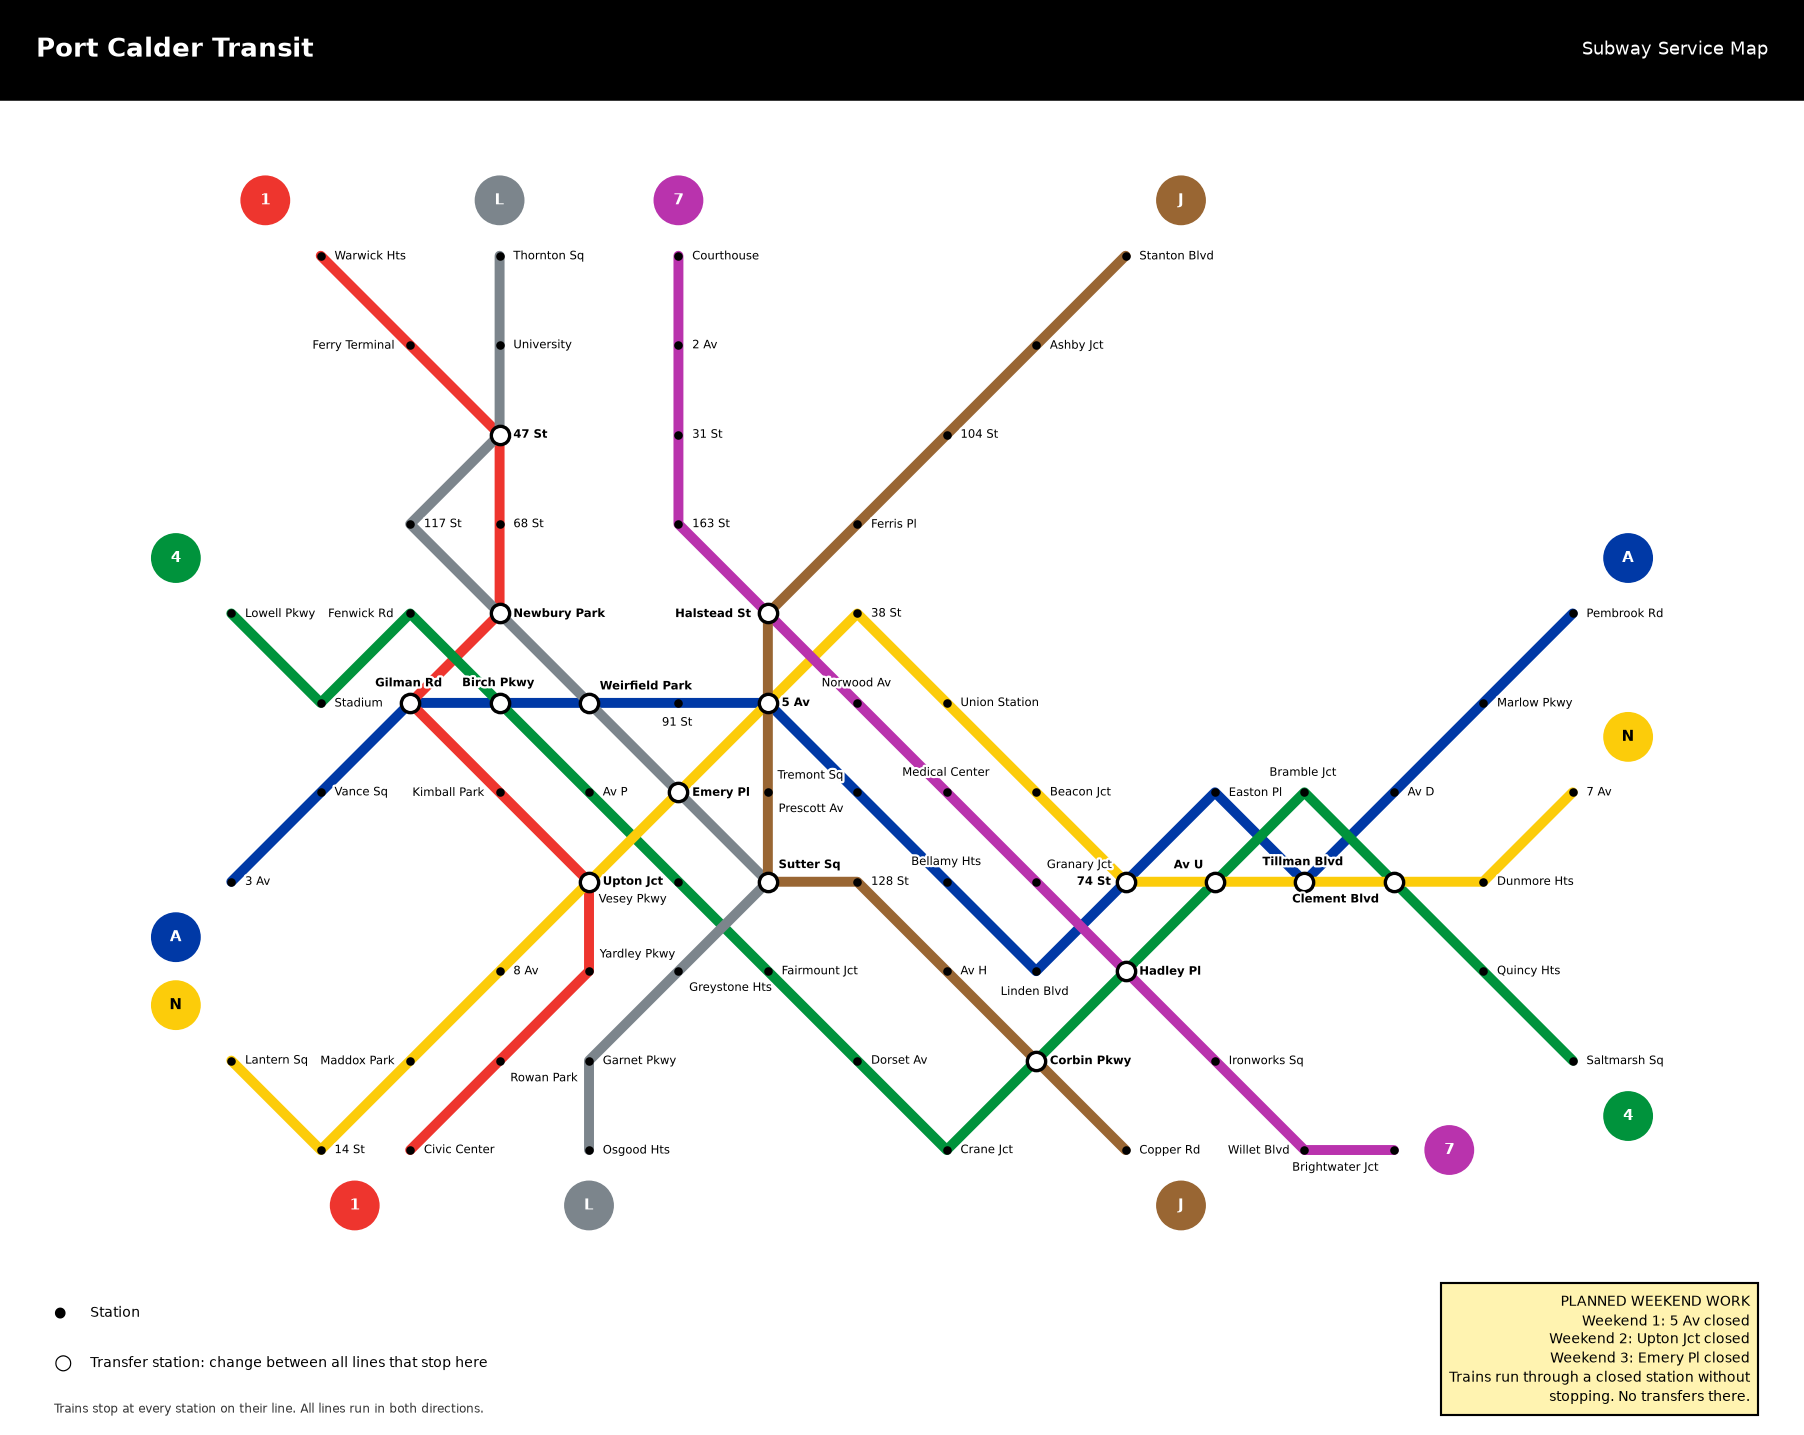 Port Calder Transit
Subway Service Map
1
L
7
J
Warwick Hts
Thornton Sq
Courthouse
Stanton Blvd
Ferry Terminal
University
2 Av
Ashby Jct
47 St
31 St
104 St
117 St
68 St
163 St
Ferris Pl
4
A
Lowell Pkwy
Fenwick Rd
Newbury Park
Halstead St
38 St
Pembrook Rd
Gilman Rd
Birch Pkwy
Weirfield Park
Norwood Av
Stadium
5 Av
Union Station
Marlow Pkwy
91 St
N
Tremont Sq
Medical Center
Bramble Jct
Vance Sq
Kimball Park
Av P
Emery Pl
Beacon Jct
Easton Pl
Av D
7 Av
Prescott Av
Sutter Sq
Bellamy Hts
Granary Jct
Av U
Tillman Blvd
3 Av
Upton Jct
128 St
74 St
Dunmore Hts
Vesey Pkwy
Clement Blvd
A
Yardley Pkwy
8 Av
Fairmount Jct
Av H
Hadley Pl
Quincy Hts
Greystone Hts
Linden Blvd
N
Lantern Sq
Maddox Park
Garnet Pkwy
Dorset Av
Corbin Pkwy
Ironworks Sq
Saltmarsh Sq
Rowan Park
4
14 St
Civic Center
Osgood Hts
Crane Jct
Copper Rd
Willet Blvd
7
Brightwater Jct
1
L
J
Station
Transfer station: change between all lines that stop here
Trains stop at every station on their line. All lines run in both directions.
PLANNED WEEKEND WORK
Weekend 1: 5 Av closed
Weekend 2: Upton Jct closed
Weekend 3: Emery Pl closed
Trains run through a closed station without
stopping. No transfers there.